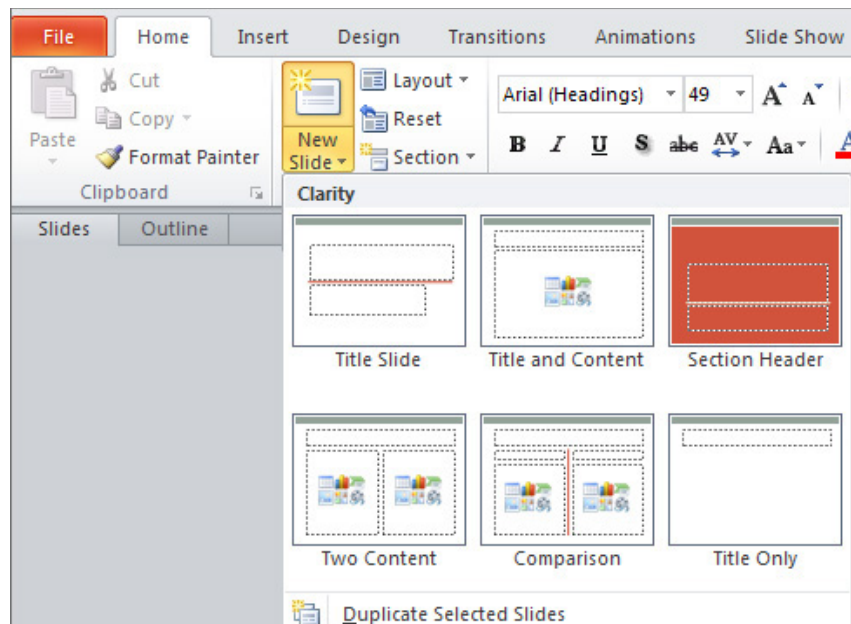 File Home Insert Design Transitions Animations Slide Show
Cut
Copy
Format Painter
Paste
Clipboard
New
Slide
Layout
Reset
Section
Arial (Headings) 49 A A
B I U S abc AV Aa A
Slides Outline
Clarity
Title Slide Title and Content Section Header
Two Content Comparison Title Only
Duplicate Selected Slides